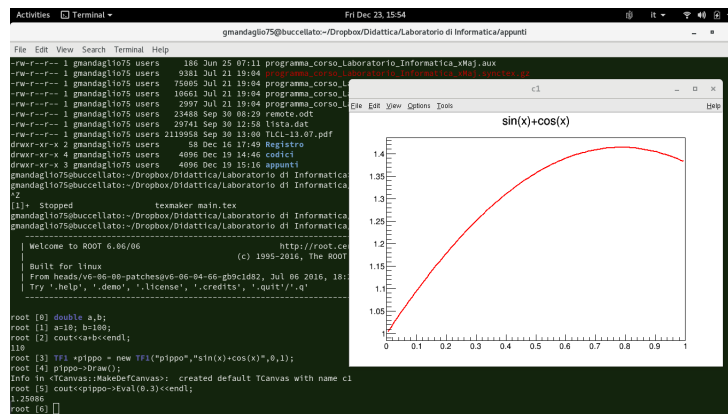 Activities Terminal ▾ Fri Dec 23, 15:54 it ▾
gmandaglio75@buccellato:~/Dropbox/Didattica/Laboratorio di Informatica/appunti
File Edit View Search Terminal Help
-rw-r--r-- 1 gmandaglio75 users 186 Jun 25 07:11 programma_corso_Laboratorio_Informatica_xMaj.aux
-rw-r--r-- 1 gmandaglio75 users 9381 Jul 21 19:04 programma_corso_Laboratorio_Informatica_xMaj.synctex.gz
-rw-r--r-- 1 gmandaglio75 users 75005 Jul 21 19:04 programma_corso_L
-rw-r--r-- 1 gmandaglio75 users 10661 Jul 21 19:04 programma_corso_L
-rw-r--r-- 1 gmandaglio75 users 2997 Jul 21 19:04 programma_corso_L
-rw-r--r-- 1 gmandaglio75 users 23488 Sep 30 08:29 remote.odt
-rw-r--r-- 1 gmandaglio75 users 29741 Sep 30 12:58 lista.dat
-rw-r--r-- 1 gmandaglio75 users 2119958 Sep 30 13:00 TLCL-13.07.pdf
drwxr-xr-x 2 gmandaglio75 users 58 Dec 16 17:49 Registro
drwxr-xr-x 4 gmandaglio75 users 4096 Dec 19 14:46 codici
drwxr-xr-x 3 gmandaglio75 users 4096 Dec 19 15:16 appunti
gmandaglio75@buccellato:~/Dropbox/Didattica/Laboratorio di Informatica
gmandaglio75@buccellato:~/Dropbox/Didattica/Laboratorio di Informatica
^Z
[1]+ Stopped texmaker main.tex
gmandaglio75@buccellato:~/Dropbox/Didattica/Laboratorio di Informatica
gmandaglio75@buccellato:~/Dropbox/Didattica/Laboratorio di Informatica
| Welcome to ROOT 6.06/06 http://root.ce
| (c) 1995-2016, The ROOT
| Built for linux
| From heads/v6-06-00-patches@v6-06-04-66-gb9c1d82, Jul 06 2016, 18:
| Try '.help', '.demo', '.license', '.credits', '.quit'/'.q'
root [0] double a,b;
root [1] a=10; b=100;
root [2] cout<<a+b<<endl;
110
root [3] TF1 *pippo = new TF1("pippo","sin(x)+cos(x)",0,1);
root [4] pippo->Draw();
Info in <TCanvas::MakeDefCanvas>: created default TCanvas with name c1
root [5] cout<<pippo->Eval(0.3)<<endl;
1.25086
root [6]
c1
File Edit View Options Tools Help
sin(x)+cos(x)
1.4
1.35
1.3
1.25
1.2
1.15
1.1
1.05
1
0 0.1 0.2 0.3 0.4 0.5 0.6 0.7 0.8 0.9 1